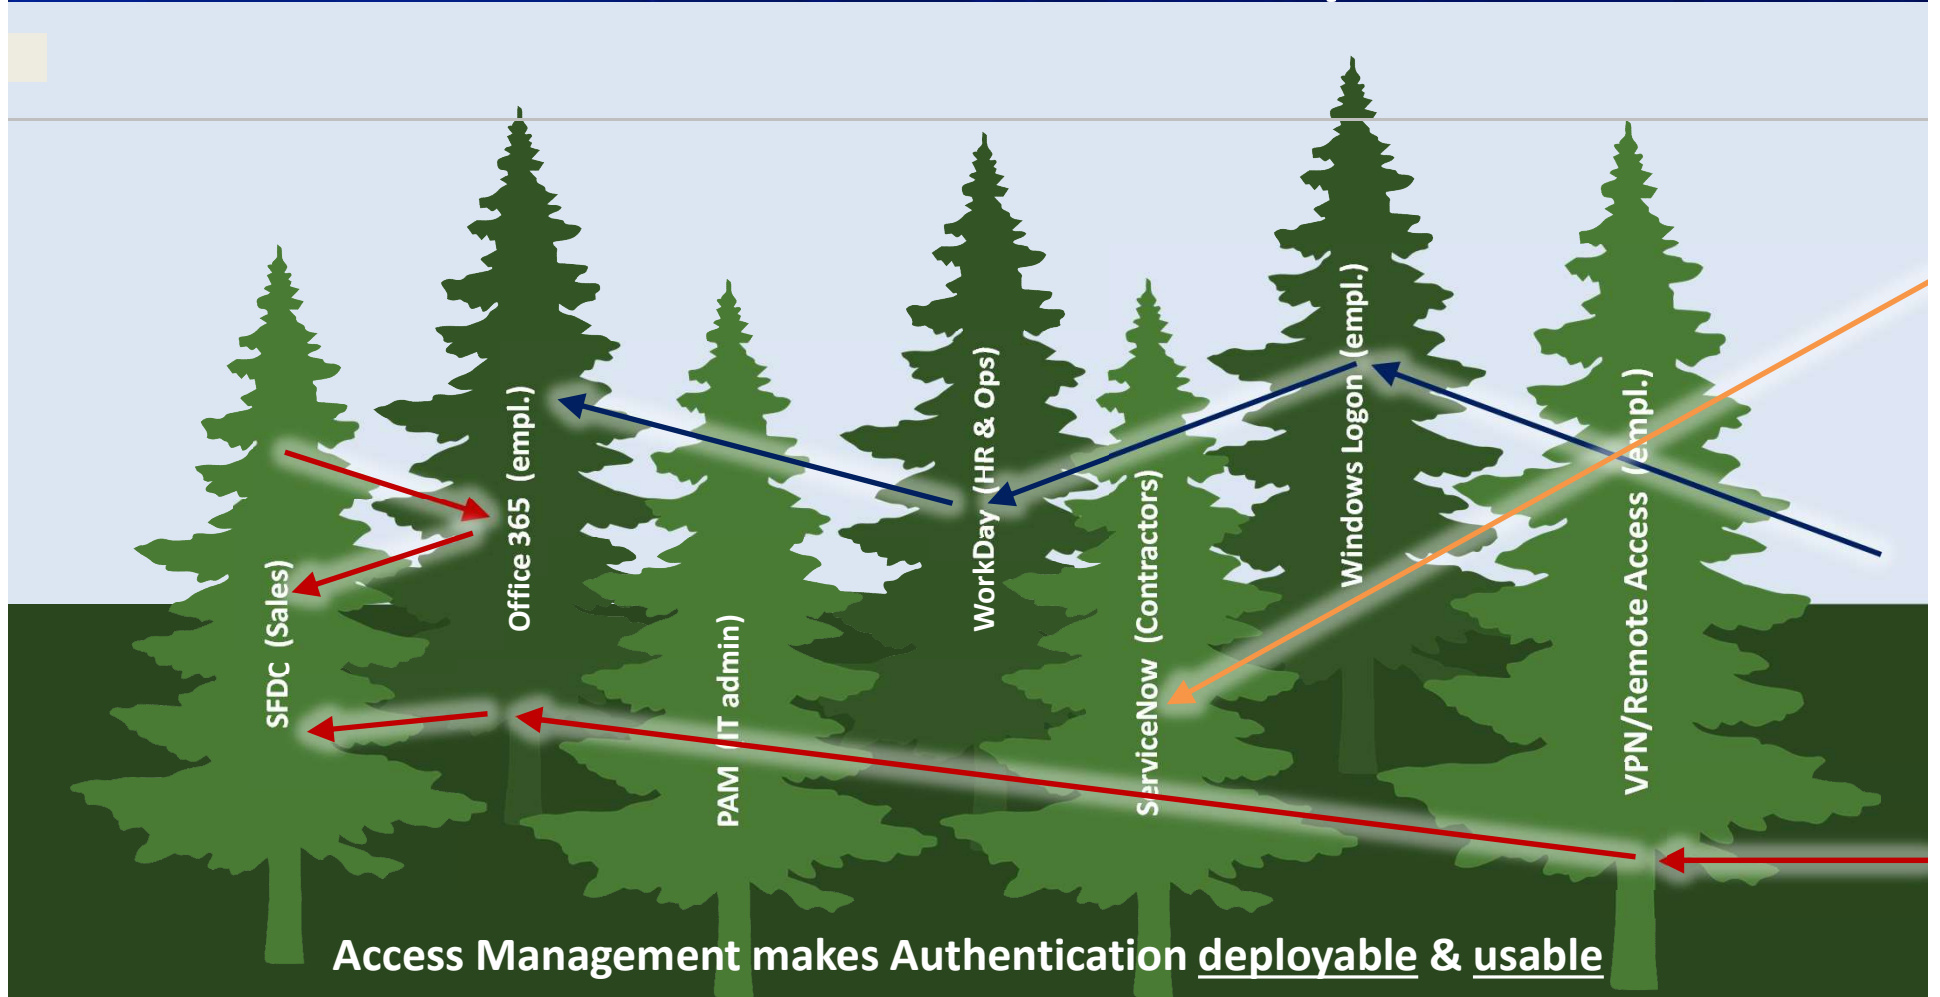 SFDC (Sales)
Office 365 (empl.)
PAM (IT admin)
WorkDay (HR & Ops)
ServiceNow (Contractors)
Windows Logon (empl.)
VPN/Remote Access (empl.)
Access Management makes Authentication deployable & usable